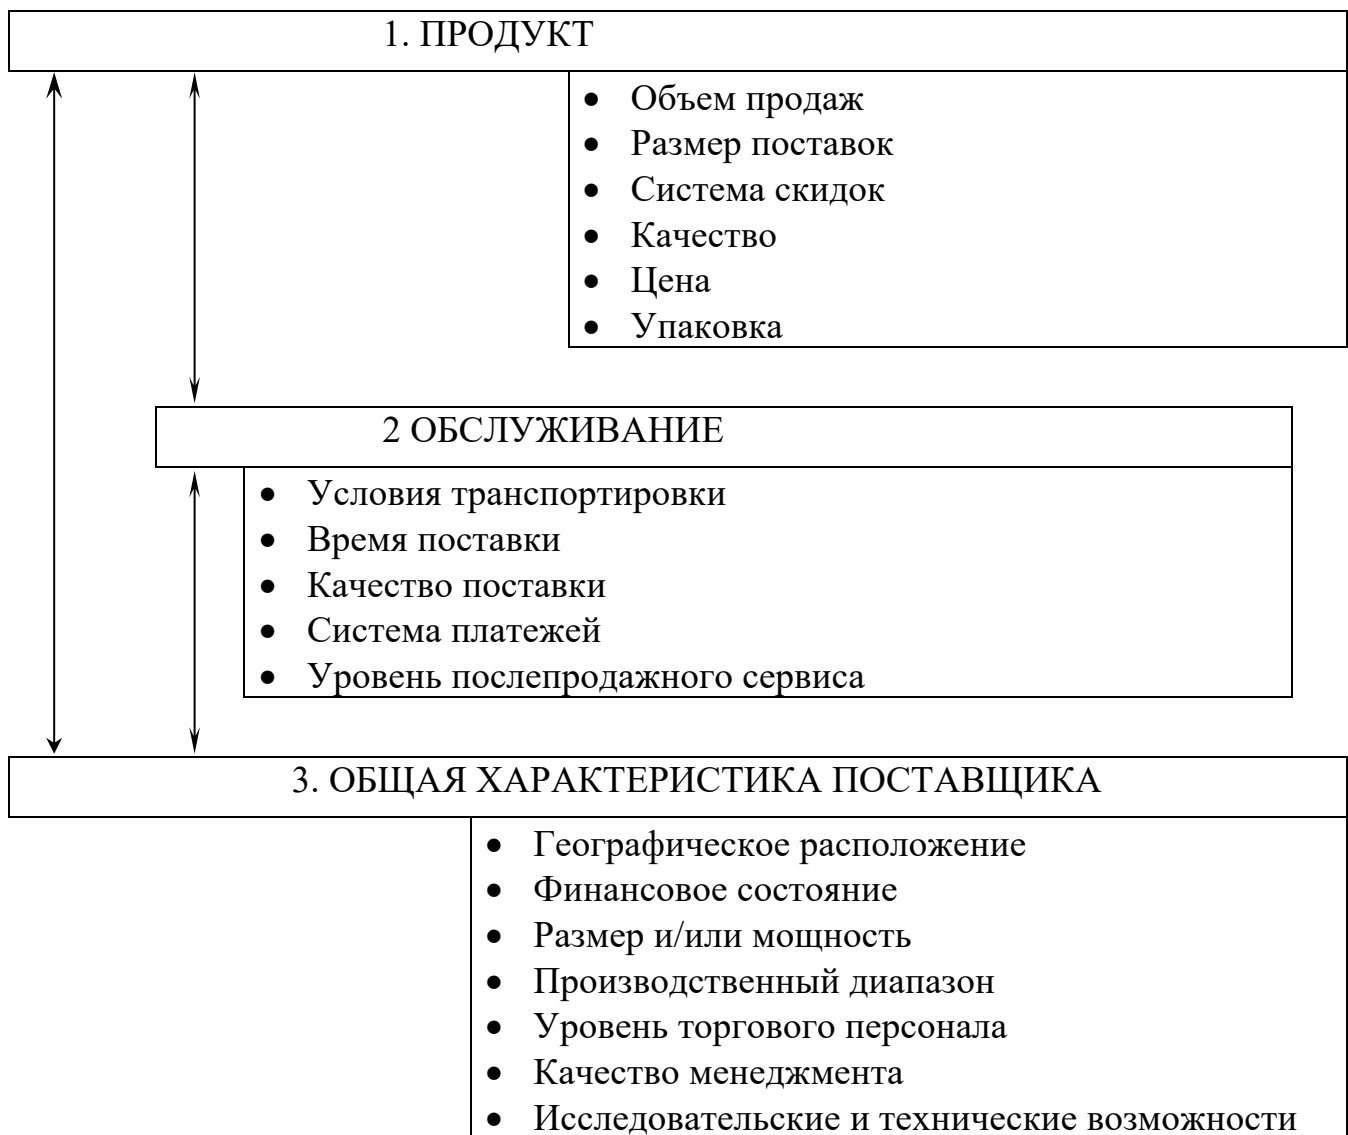 1. ПРОДУКТ
• Объем продаж
• Размер поставок
• Система скидок
• Качество
• Цена
• Упаковка
2 ОБСЛУЖИВАНИЕ
• Условия транспортировки
• Время поставки
• Качество поставки
• Система платежей
• Уровень послепродажного сервиса
3. ОБЩАЯ ХАРАКТЕРИСТИКА ПОСТАВЩИКА
• Географическое расположение
• Финансовое состояние
• Размер и/или мощность
• Производственный диапазон
• Уровень торгового персонала
• Качество менеджмента
• Исследовательские и технические возможности